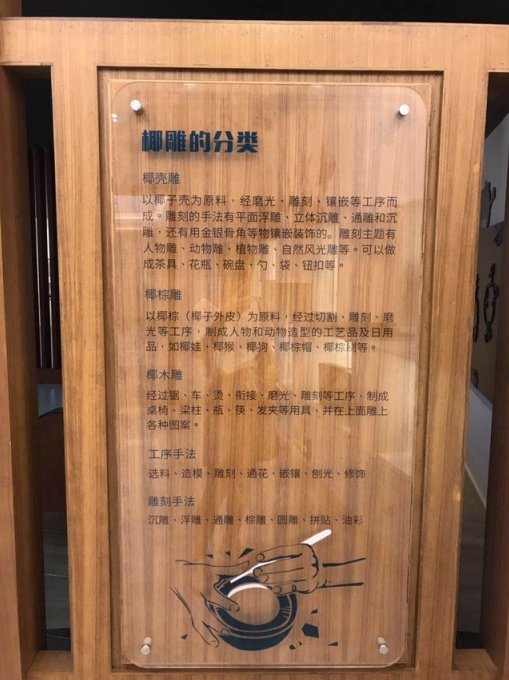 椰雕的分类
椰壳雕
以椰子壳为原料，经磨光、雕刻、镶嵌等工序而
成。雕刻的手法有平面浮雕、立体沉雕、通雕和沉
雕，还有用金银骨角等物镶嵌装饰的。雕刻主题有
人物雕、动物雕、植物雕、自然风光雕等。可以做
成茶具、花瓶、碗盘、勺、袋、钮扣等。
椰棕雕
以椰棕（椰子外皮）为原料，经过切割、雕刻、磨
光等工序，制成人物和动物造型的工艺品及日用
品，如椰娃、椰猴、椰狗、椰棕帽、椰棕刷等。
椰木雕
经过锯、车、烫、衔接、磨光、雕刻等工序，制成
桌椅、梁柱、瓶、筷、发夹等用具，并在上面雕上
各种图案。
工序手法
选料、造模、雕刻、通花、嵌镶、刨光、修饰
雕刻手法
沉雕、浮雕、通雕、棕雕、圆雕、拼贴、油彩